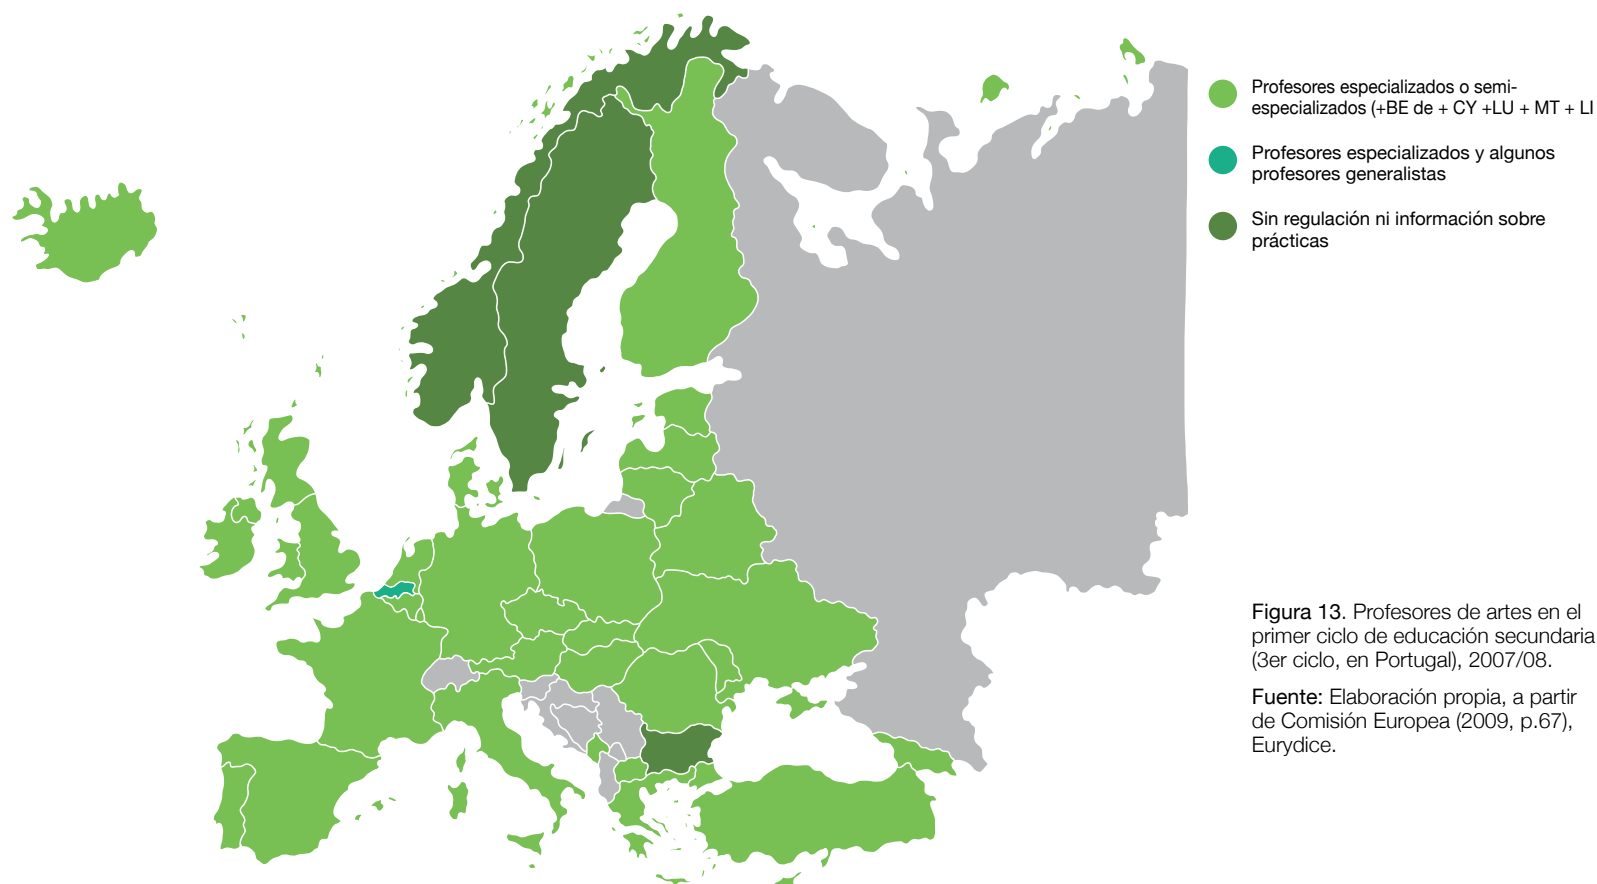 Profesores especializados o semi-
especializados (+BE de + CY +LU + MT + LI
Profesores especializados y algunos
profesores generalistas
Sin regulación ni información sobre
prácticas
Figura 13. Profesores de artes en el
primer ciclo de educación secundaria
(3er ciclo, en Portugal), 2007/08.
Fuente: Elaboración propia, a partir
de Comisión Europea (2009, p.67),
Eurydice.